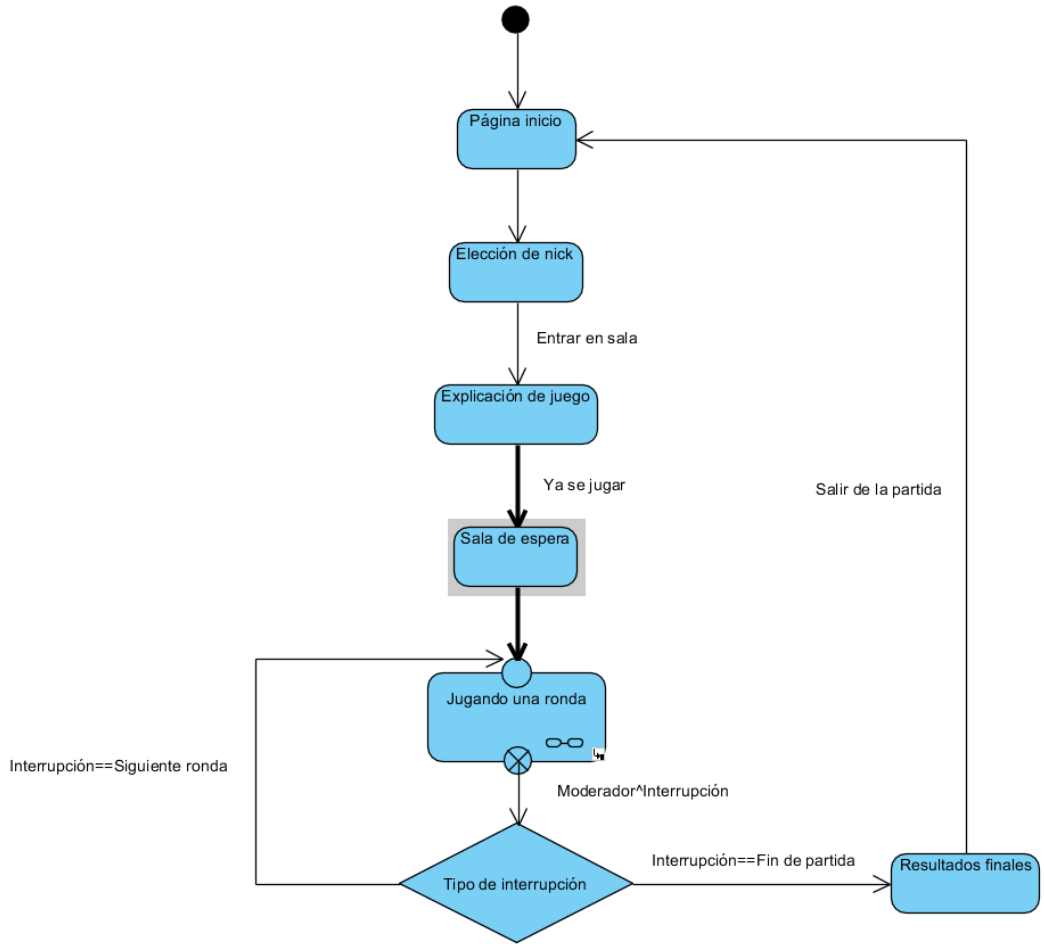 Página inicio
Elección de nick
Entrar en sala
Explicación de juego
Ya se jugar
Salir de la partida
Sala de espera
Jugando una ronda
Interrupción==Siguiente ronda
Moderador^Interrupción
Interrupción==Fin de partida
Resultados finales
Tipo de interrupción